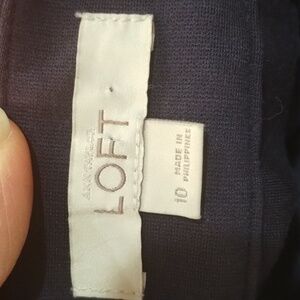 ANN TAYLOR
LOFT
10
MADE IN
PHILIPPINES